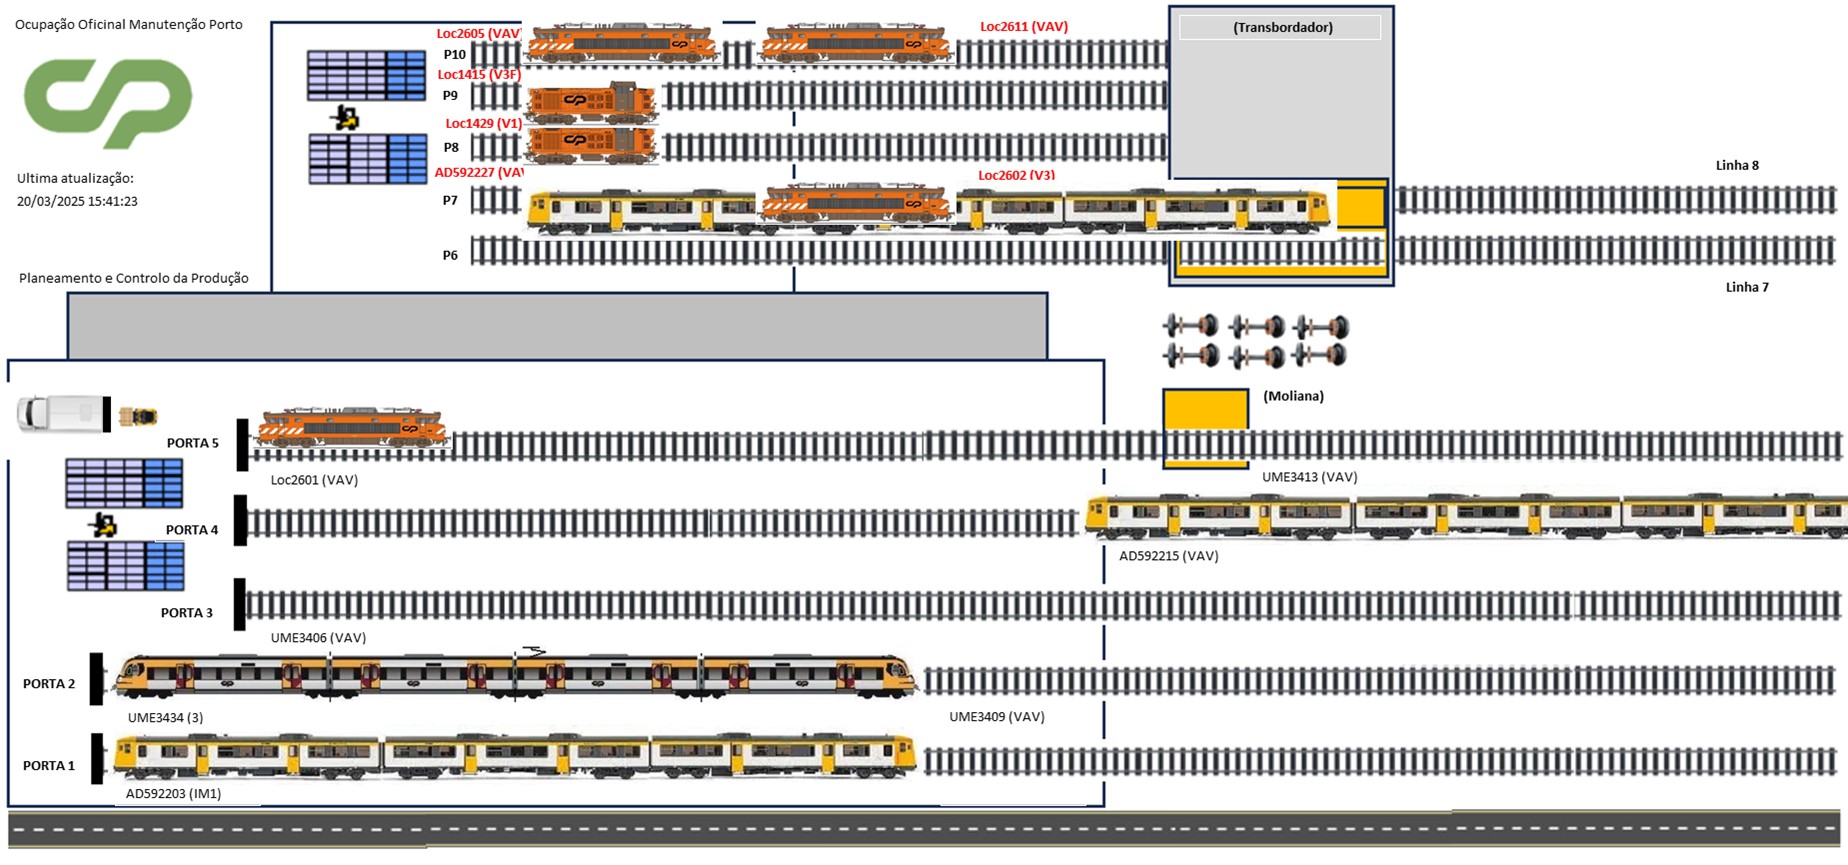 Ocupação Oficinal Manutenção Porto
cp
Ultima atualização:
20/03/2025 15:41:23
Planeamento e Controlo da Produção
Loc2605 (VAV)
Loc2611 (VAV)
(Transbordador)
P10
Loc1415 (V3F)
P9
Loc1429 (V1)
P8
AD592227 (VAV
Loc2602 (V3)
Linha 8
P7
P6
Linha 7
(Moliana)
PORTA 5
Loc2601 (VAV)
UME3413 (VAV)
PORTA 4
AD592215 (VAV)
PORTA 3
UME3406 (VAV)
PORTA 2
UME3434 (3)
UME3409 (VAV)
PORTA 1
AD592203 (IM1)